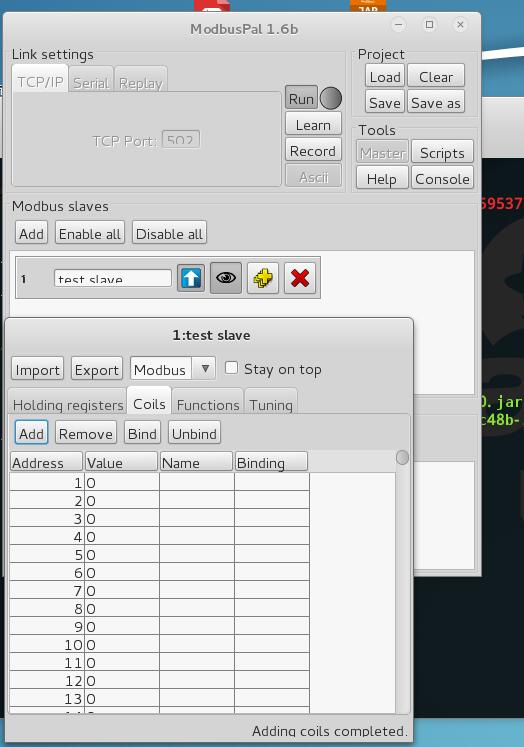 JAR
ModbusPal 1.6b
Link settings
TCP/IP Serial Replay
TCP Port: 502
Run
Learn
Record
Ascii
Project
Load Clear
Save Save as
Tools
Master Scripts
Help Console
59537
Modbus slaves
Add Enable all Disable all
1 test slave
0.jar
c48b-
1:test slave
Import Export Modbus Stay on top
Holding registers Coils Functions Tuning
Add Remove Bind Unbind
Address Value Name Binding
1 0
2 0
3 0
4 0
5 0
6 0
7 0
8 0
9 0
10 0
11 0
12 0
13 0
Adding coils completed.